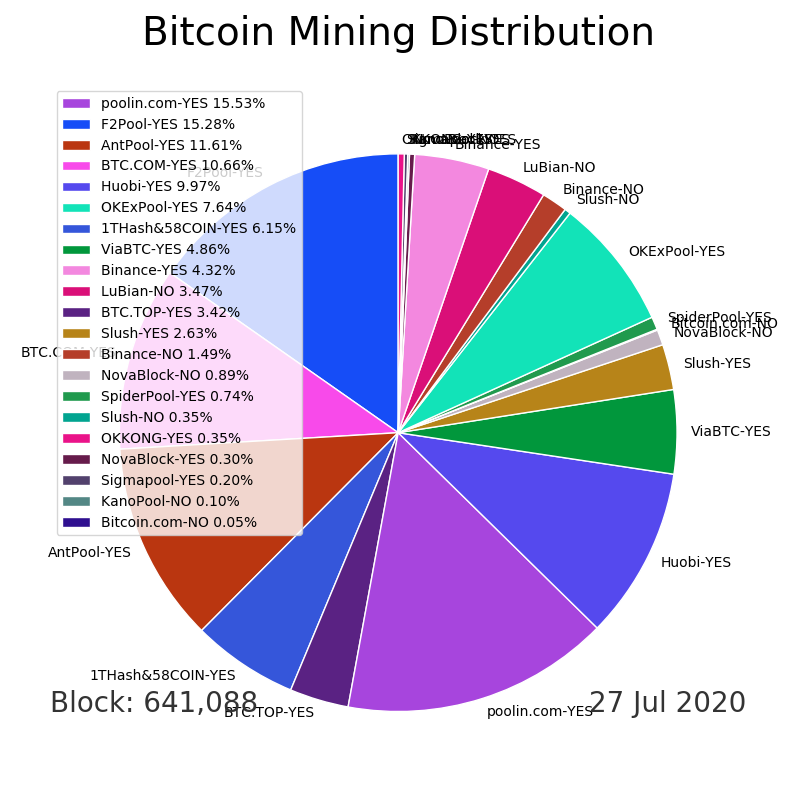 Bitcoin Mining Distribution
poolin.com-YES 15.53%
F2Pool-YES 15.28%
AntPool-YES 11.61%
BTC.COM-YES 10.66%
Huobi-YES 9.97%
OKExPool-YES 7.64%
1THash&58COIN-YES 6.15%
ViaBTC-YES 4.86%
Binance-YES 4.32%
LuBian-NO 3.47%
BTC.TOP-YES 3.42%
Slush-YES 2.63%
Binance-NO 1.49%
NovaBlock-NO 0.89%
SpiderPool-YES 0.74%
Slush-NO 0.35%
OKKONG-YES 0.35%
NovaBlock-YES 0.30%
Sigmapool-YES 0.20%
KanoPool-NO 0.10%
Bitcoin.com-NO 0.05%
Binance-YES
LuBian-NO
Binance-NO
Slush-NO
OKExPool-YES
SpiderPool-YES
Bitcoin.com-NO
NovaBlock-NO
Slush-YES
ViaBTC-YES
Huobi-YES
poolin.com-YES
BTC.TOP-YES
1THash&58COIN-YES
AntPool-YES
F2Pool-YES
Block: 641,088
27 Jul 2020